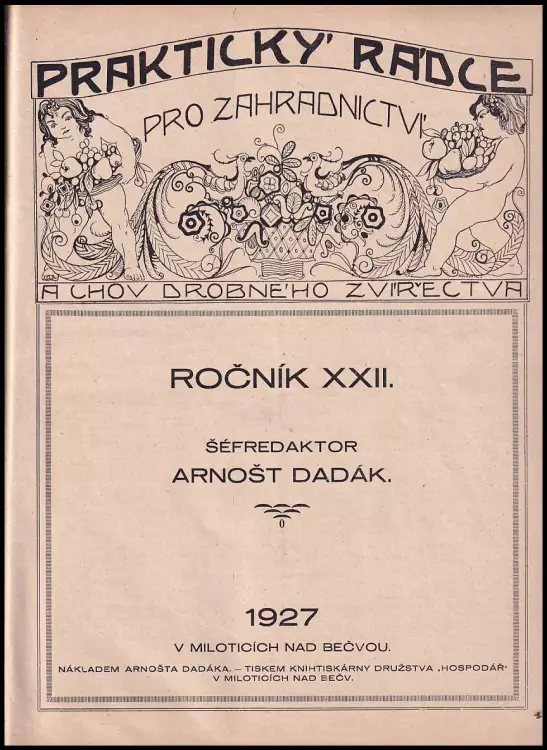 PRAKTICKÝ RÁDCE
PRO ZAHRADNICTVÍ
A CHOV DROBNÉHO ZVÍŘECTVA
ROČNÍK XXII.
ŠÉFREDAKTOR
ARNOŠT DADÁK.
1927
V MILOTICÍCH NAD BEČVOU.
NÁKLADEM ARNOŠTA DADÁKA. — TISKEM KNIHTISKÁRNY DRUŽSTVA „HOSPODÁŘ“
V MILOTICÍCH NAD BEČV.